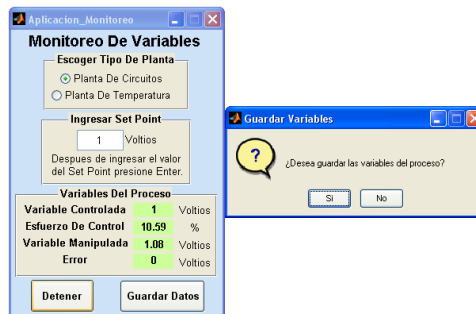 Aplicacion_Monitoreo
Monitoreo De Variables
Escoger Tipo De Planta
Planta De Circuitos
Planta De Temperatura
Ingresar Set Point
1 Voltios
Despues de ingresar el valor
del Set Point presione Enter.
Variables Del Proceso
Variable Controlada 1 Voltios
Esfuerzo De Control 10.59 %
Variable Manipulada 1.08 Voltios
Error 0 Voltios
Detener Guardar Datos
Guardar Variables
?
¿Desea guardar las variables del proceso?
Si No